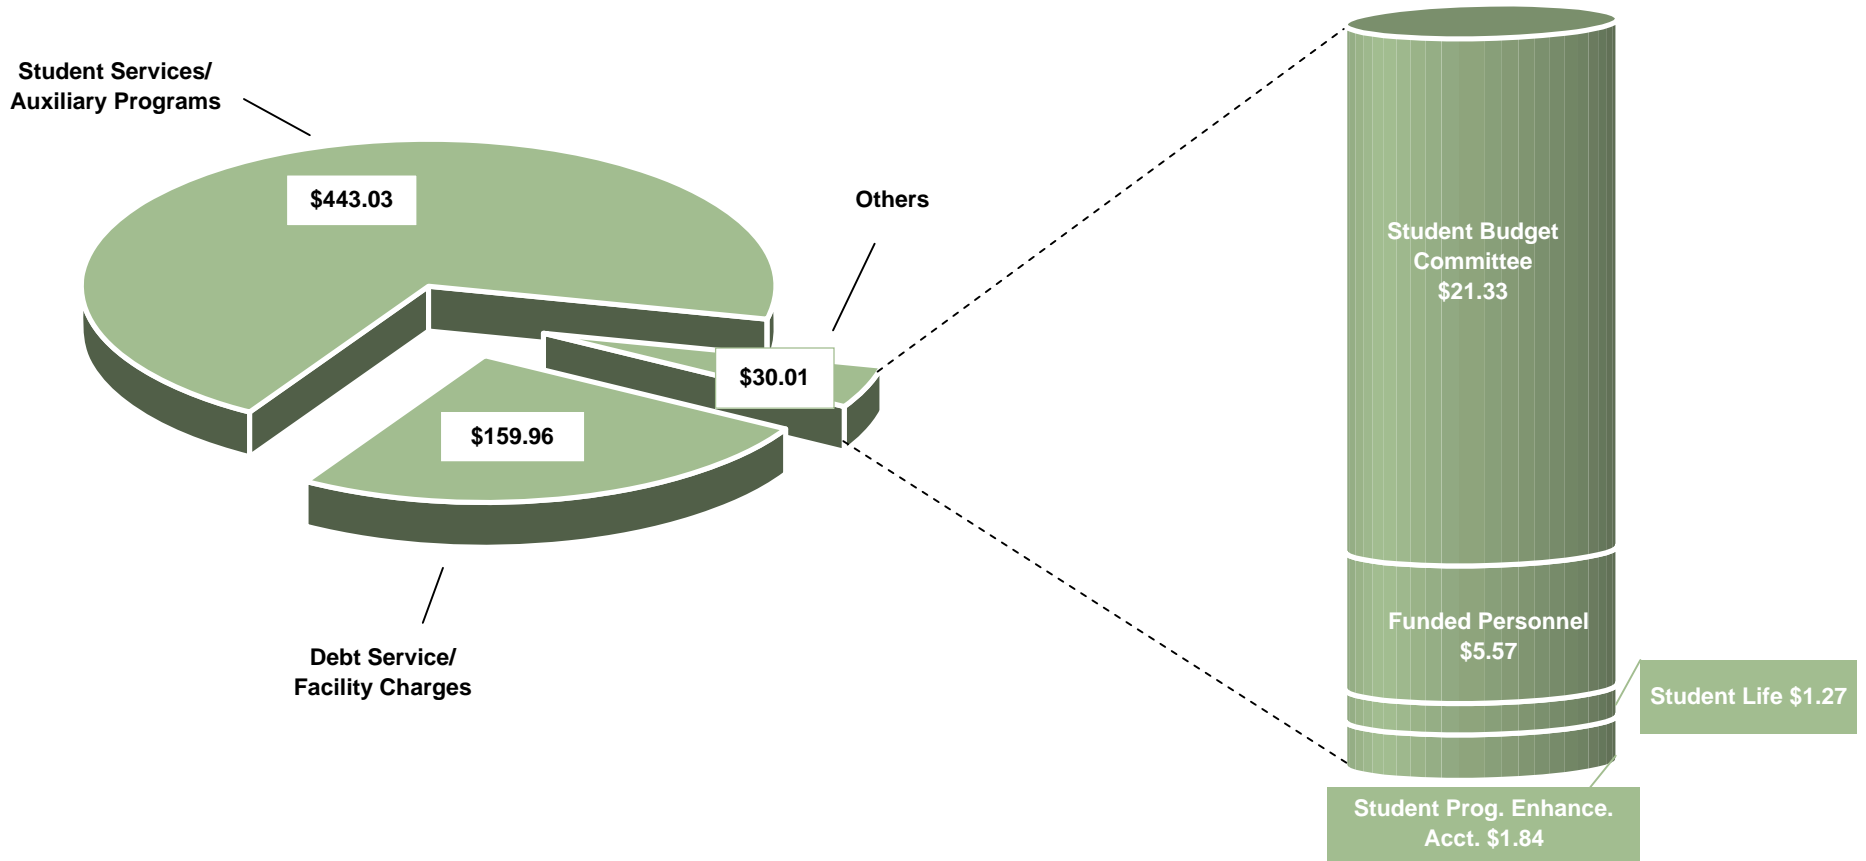 Student Services/
Auxiliary Programs
$443.03
Others
$30.01
$159.96
Debt Service/
Facility Charges
Student Budget
Committee
$21.33
Funded Personnel
$5.57
Student Life $1.27
Student Prog. Enhance.
Acct. $1.84